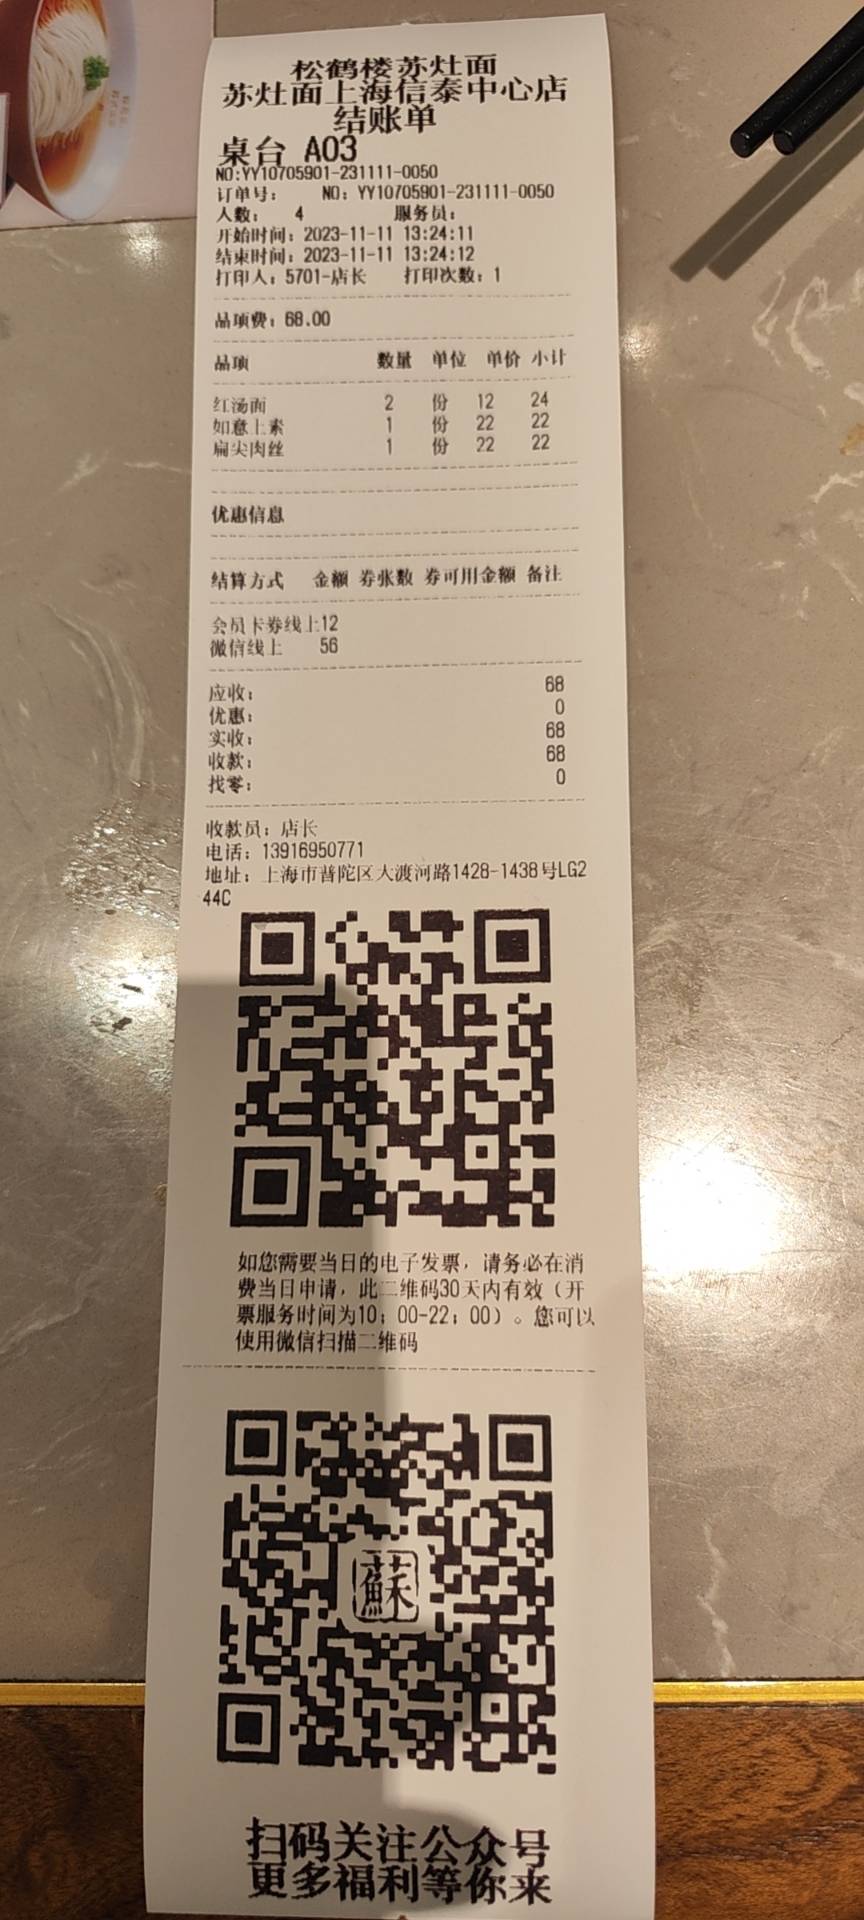 松鹤楼苏灶面
苏灶面上海信泰中心店
结账单
桌台 A03
NO:YY10705901-231111-0050
订单号： NO：YY10705901-231111-0050
人数： 4 服务员：
开始时间：2023-11-11 13:24:11
结束时间：2023-11-11 13:24:12
打印人：5701-店长 打印次数：1
品项费：68.00
品项 数量 单位 单价 小计
红汤面 2 份 12 24
如意上素 1 份 22 22
扁尖肉丝 1 份 22 22
优惠信息
结算方式 金额 券张数 券可用金额 备注
会员卡券线上12
微信线上 56
应收： 68
优惠： 0
实收： 68
收款： 68
找零： 0
收款员：店长
电话：13916950771
地址：上海市普陀区大渡河路1428-1438号LG2
44C
如您需要当日的电子发票，请务必在消
费当日申请，此二维码30天内有效（开
票服务时间为10：00-22：00）。您可以
使用微信扫描二维码
蘇
扫码关注公众号
更多福利等你来